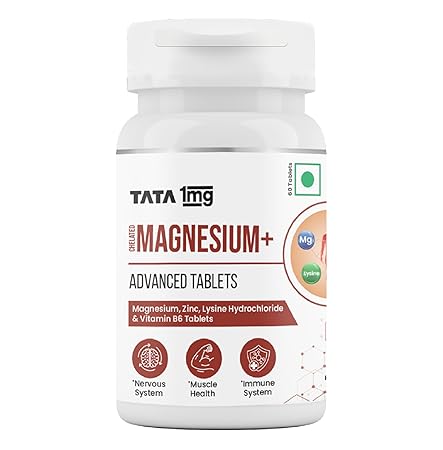 60 Tablets
TATA 1mg
CHELATED
MAGNESIUM+
ADVANCED TABLETS
Magnesium, Zinc, Lysine Hydrochloride
& Vitamin B6 Tablets
Mg
Lysine
*Nervous
System
*Muscle
Health
*Immune
System